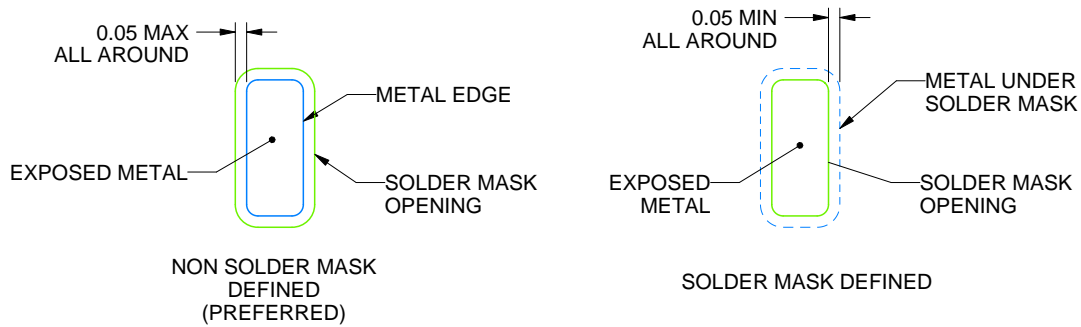 0.05 MAX
ALL AROUND
METAL EDGE
EXPOSED METAL
SOLDER MASK
OPENING
NON SOLDER MASK
DEFINED
(PREFERRED)
0.05 MIN
ALL AROUND
METAL UNDER
SOLDER MASK
EXPOSED
METAL
SOLDER MASK
OPENING
SOLDER MASK DEFINED